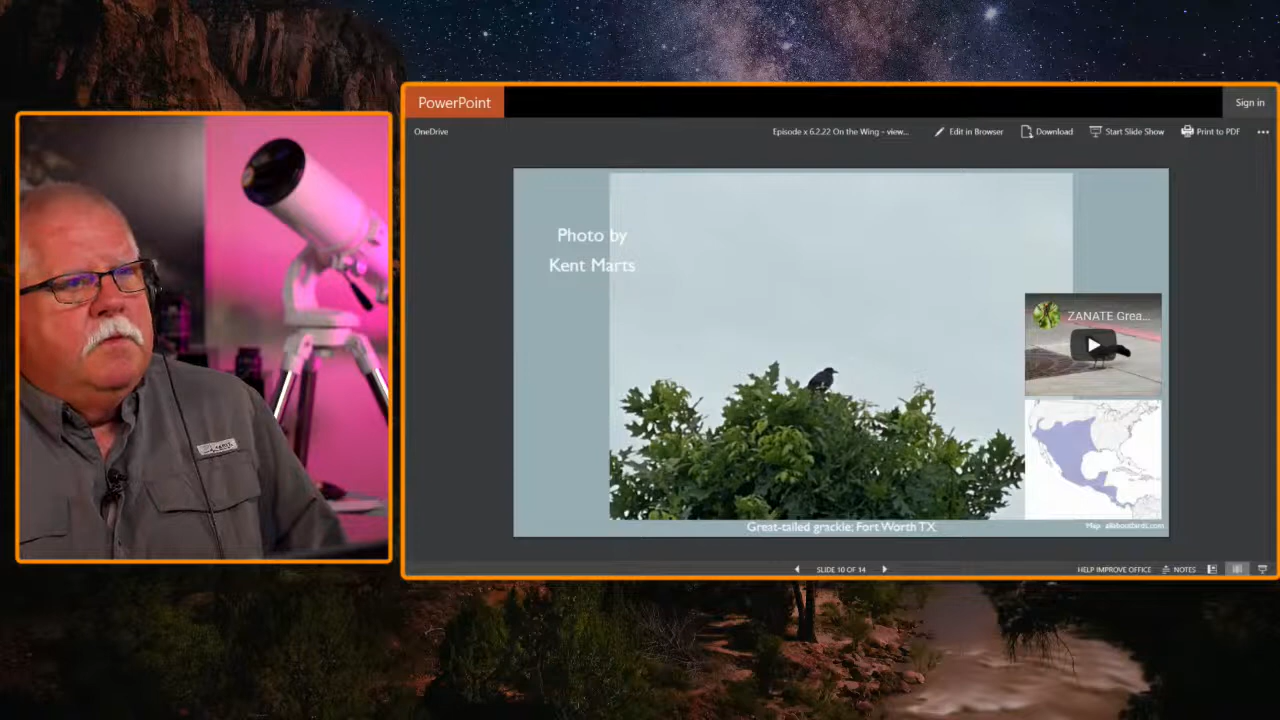 PowerPoint
Sign in
OneDrive
Episode x 6.2.22 On the Wing - view...
Edit in Browser
Download
Start Slide Show
Print to PDF
Photo by
Kent Marts
ZANATE Grea...
Great-tailed grackle; Fort Worth TX
Map allaboutbirds.com
SLIDE 10 OF 14
HELP IMPROVE OFFICE
NOTES